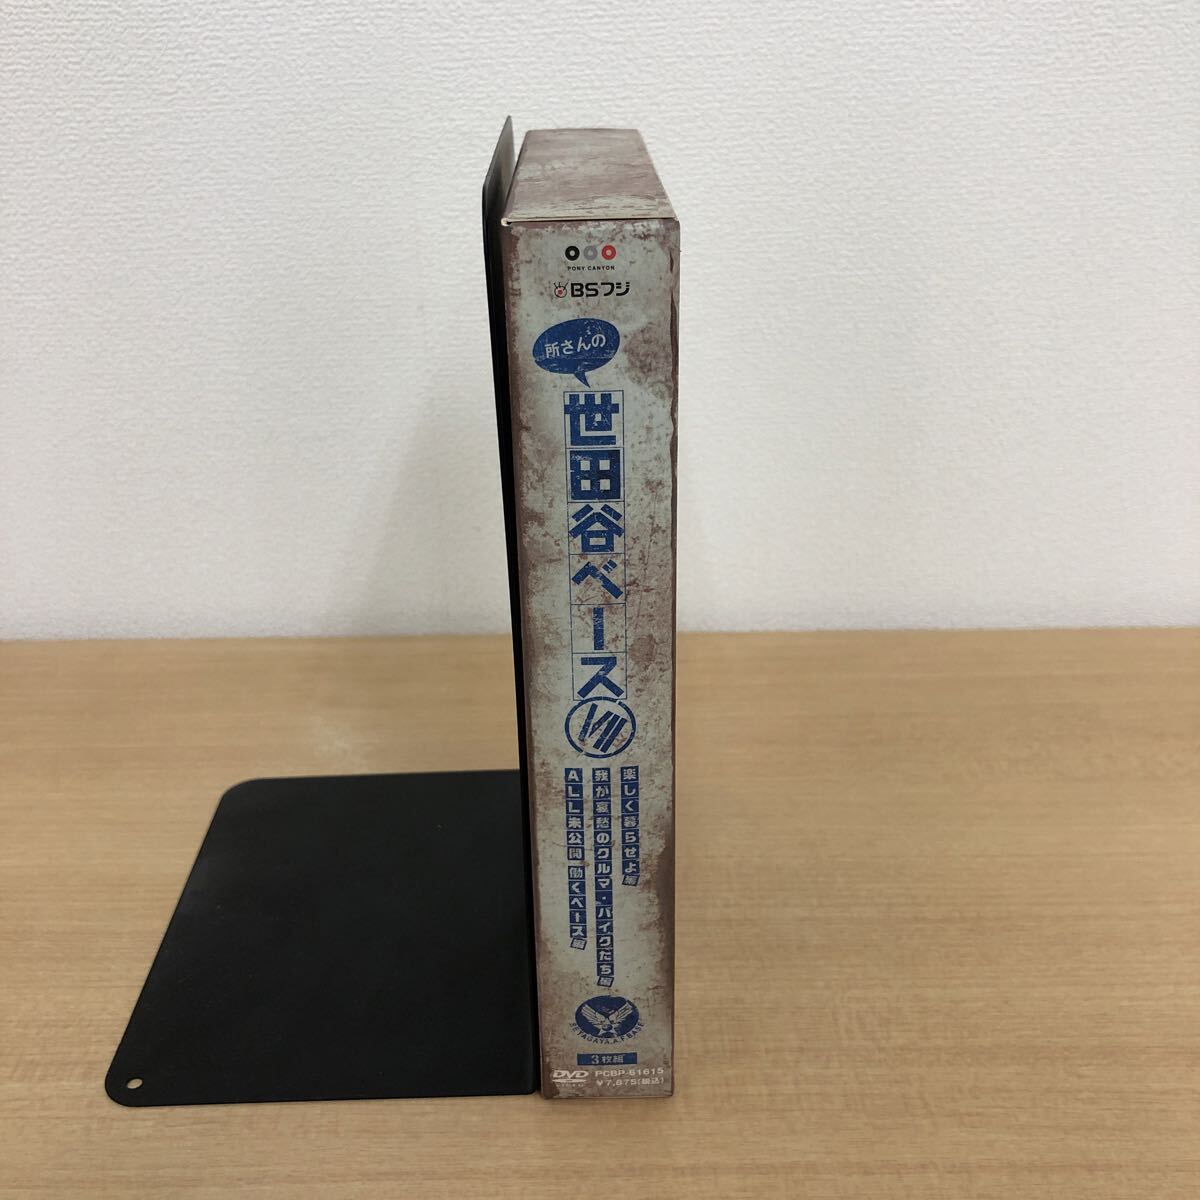 PONY CANYON
BSフジ
所さんの
世田谷ベース
VII
楽しく暮らせよ編
我が哀愁のクルマ・バイクたち編
ALL未公開 働くベース編
SETAGAYA.A.F.BASE
3枚組
DVD VIDEO
PCBP-61615
¥7,875(税込)